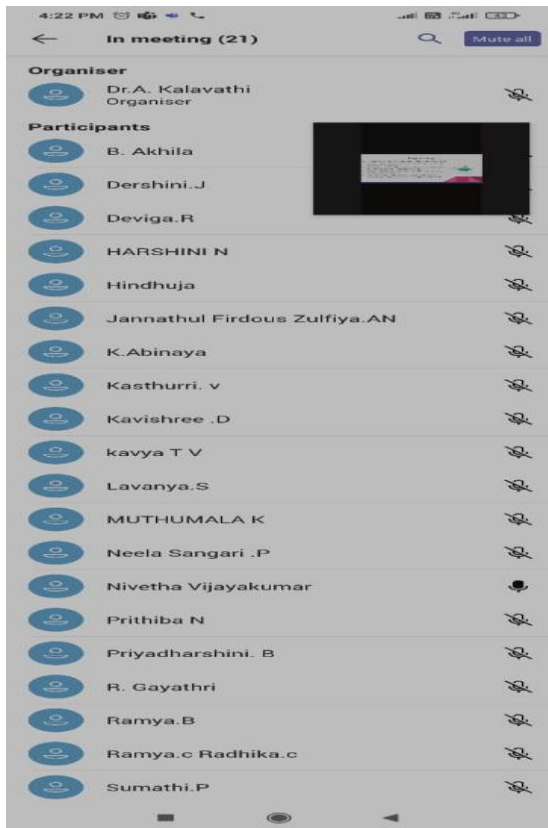 4:22 PM
In meeting (21)
Mute all
Organiser
Dr.A. Kalavathi
Organiser
Participants
B. Akhila
Dershini.J
Deviga.R
HARSHINI N
Hindhuja
Jannathul Firdous Zulfiya.AN
K.Abinaya
Kasthurri. v
Kavishree .D
kavya T V
Lavanya.S
MUTHUMALA K
Neela Sangari .P
Nivetha Vijayakumar
Prithiba N
Priyadharshini. B
R. Gayathri
Ramya.B
Ramya.c Radhika.c
Sumathi.P